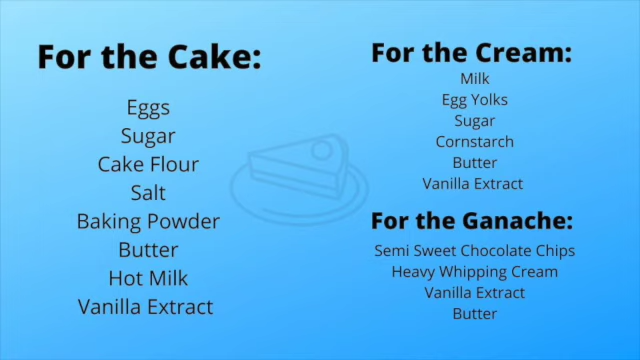 For the Cake:
Eggs
Sugar
Cake Flour
Salt
Baking Powder
Butter
Hot Milk
Vanilla Extract
For the Cream:
Milk
Egg Yolks
Sugar
Cornstarch
Butter
Vanilla Extract
For the Ganache:
Semi Sweet Chocolate Chips
Heavy Whipping Cream
Vanilla Extract
Butter